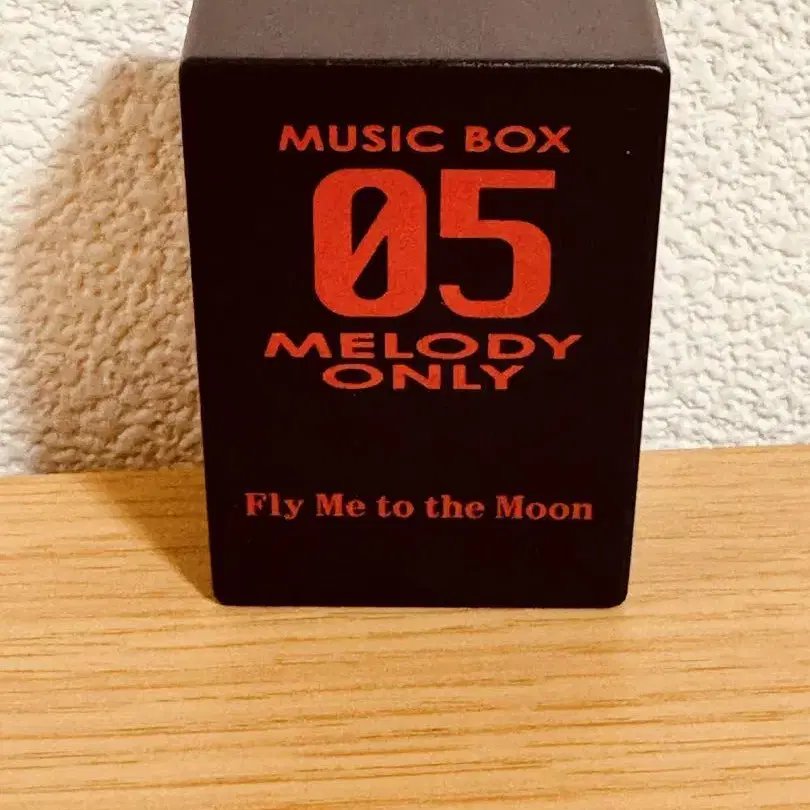 MUSIC BOX
05
MELODY
ONLY
Fly Me to the Moon